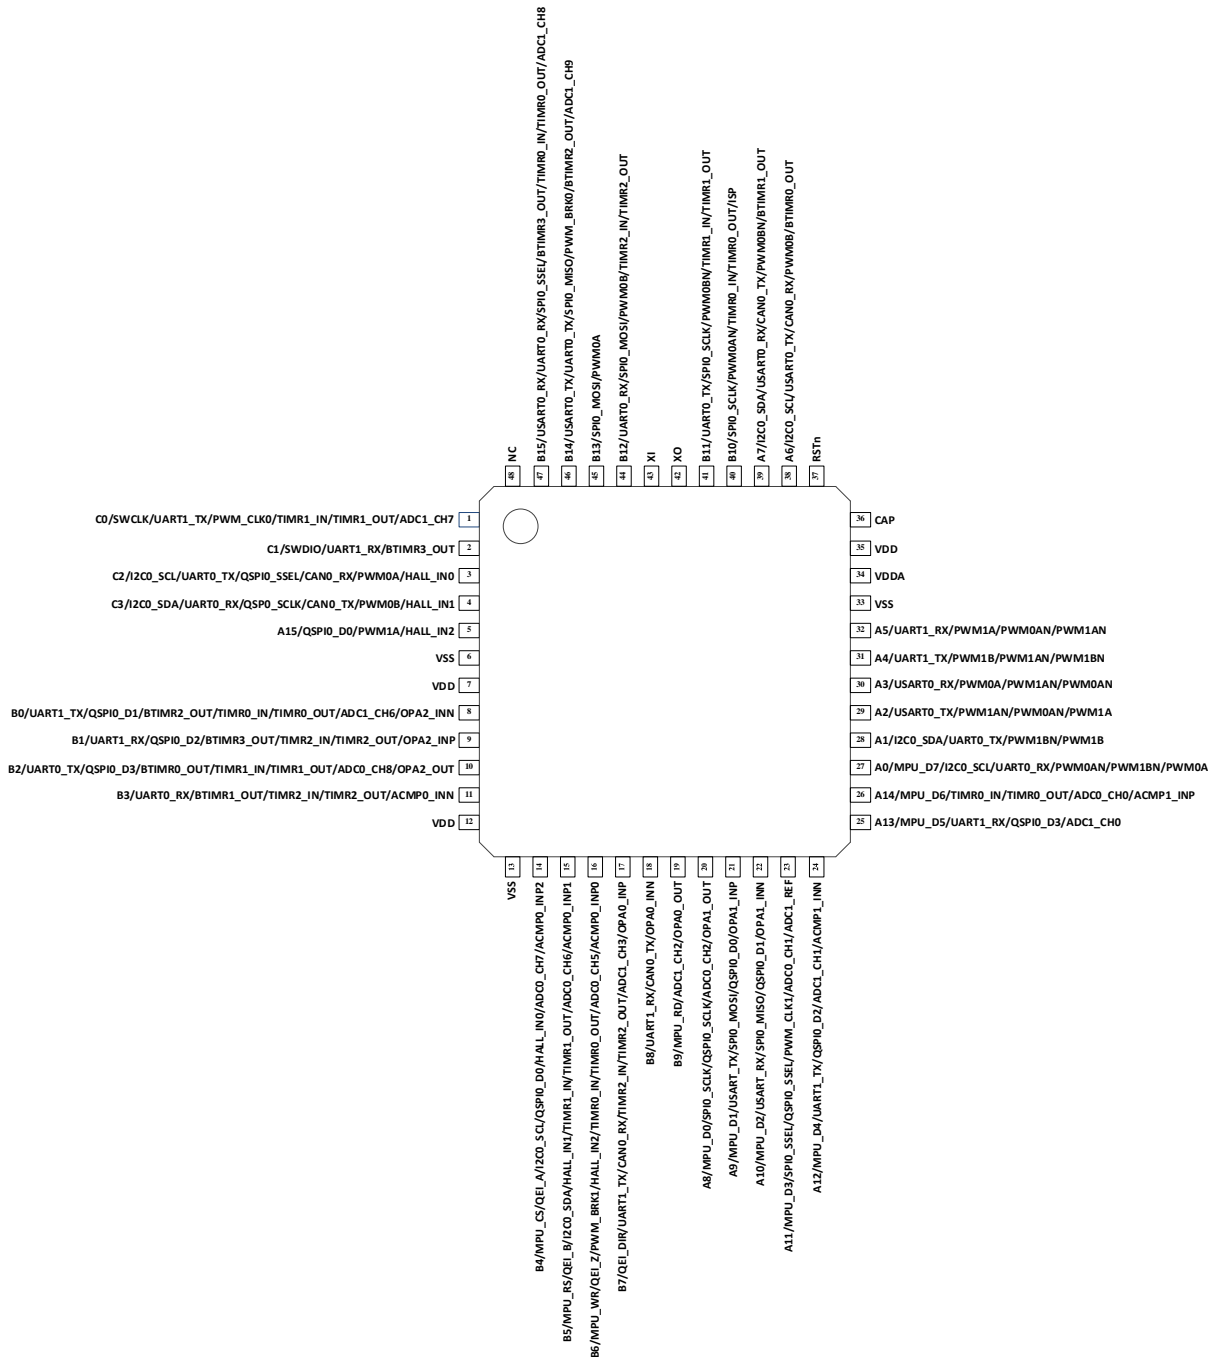 B15/USART0_RX/UART0_RX/SPI0_SSEL/BTIMR3_OUT/TIMR0_IN/TIMR0_OUT/ADC1_CH8
B14/USART0_TX/UART0_TX/SPI0_MISO/PWM_BRK0/BTIMR2_OUT/ADC1_CH9
B13/SPI0_MOSI/PWM0A
B12/UART0_RX/SPI0_MOSI/PWM0B/TIMR2_IN/TIMR2_OUT
B11/UART0_TX/SPI0_SCLK/PWM0BN/TIMR1_IN/TIMR1_OUT
B10/SPI0_SCLK/PWM0AN/TIMR0_IN/TIMR0_OUT/ISP
A7/I2C0_SDA/USART0_RX/CAN0_TX/PWM0BN/BTIMR1_OUT
A6/I2C0_SCL/USART0_TX/CAN0_RX/PWM0B/BTIMR0_OUT
NC
XI
XO
RSTn
48
47
46
45
44
43
42
41
40
39
38
37
C0/SWCLK/UART1_TX/PWM_CLK0/TIMR1_IN/TIMR1_OUT/ADC1_CH7 1
C1/SWDIO/UART1_RX/BTIMR3_OUT 2
C2/I2C0_SCL/UART0_TX/QSPI0_SSEL/CAN0_RX/PWM0A/HALL_IN0 3
C3/I2C0_SDA/UART0_RX/QSP0_SCLK/CAN0_TX/PWM0B/HALL_IN1 4
A15/QSPI0_D0/PWM1A/HALL_IN2 5
VSS 6
VDD 7
B0/UART1_TX/QSPI0_D1/BTIMR2_OUT/TIMR0_IN/TIMR0_OUT/ADC1_CH6/OPA2_INN 8
B1/UART1_RX/QSPI0_D2/BTIMR3_OUT/TIMR2_IN/TIMR2_OUT/OPA2_INP 9
B2/UART0_TX/QSPI0_D3/BTIMR0_OUT/TIMR1_IN/TIMR1_OUT/ADC0_CH8/OPA2_OUT 10
B3/UART0_RX/BTIMR1_OUT/TIMR2_IN/TIMR2_OUT/ACMP0_INN 11
VDD 12
36 CAP
35 VDD
34 VDDA
33 VSS
32 A5/UART1_RX/PWM1A/PWM0AN/PWM1AN
31 A4/UART1_TX/PWM1B/PWM1AN/PWM1BN
30 A3/USART0_RX/PWM0A/PWM1AN/PWM0AN
29 A2/USART0_TX/PWM1AN/PWM0AN/PWM1A
28 A1/I2C0_SDA/UART0_TX/PWM1BN/PWM1B
27 A0/MPU_D7/I2C0_SCL/UART0_RX/PWM0AN/PWM1BN/PWM0A
26 A14/MPU_D6/TIMR0_IN/TIMR0_OUT/ADC0_CH0/ACMP1_INP
25 A13/MPU_D5/UART1_RX/QSPI0_D3/ADC1_CH0
13
14
15
16
17
18
19
20
21
22
23
24
VSS
B4/MPU_CS/QEI_A/I2C0_SCL/QSPI0_D0/HALL_IN0/ADC0_CH7/ACMP0_INP2
B5/MPU_RS/QEI_B/I2C0_SDA/HALL_IN1/TIMR1_IN/TIMR1_OUT/ADC0_CH6/ACMP0_INP1
B6/MPU_WR/QEI_Z/PWM_BRK1/HALL_IN2/TIMR0_IN/TIMR0_OUT/ADC0_CH5/ACMP0_INP0
B7/QEI_DIR/UART1_TX/CAN0_RX/TIMR2_IN/TIMR2_OUT/ADC1_CH3/OPA0_INP
B8/UART1_RX/CAN0_TX/OPA0_INN
B9/MPU_RD/ADC1_CH2/OPA0_OUT
A8/MPU_D0/SPI0_SCLK/QSPI0_SCLK/ADC0_CH2/OPA1_OUT
A9/MPU_D1/USART_TX/SPI0_MOSI/QSPI0_D0/OPA1_INP
A10/MPU_D2/USART_RX/SPI0_MISO/QSPI0_D1/OPA1_INN
A11/MPU_D3/SPI0_SSEL/QSPI0_SSEL/PWM_CLK1/ADC0_CH1/ADC1_REF
A12/MPU_D4/UART1_TX/QSPI0_D2/ADC1_CH1/ACMP1_INN